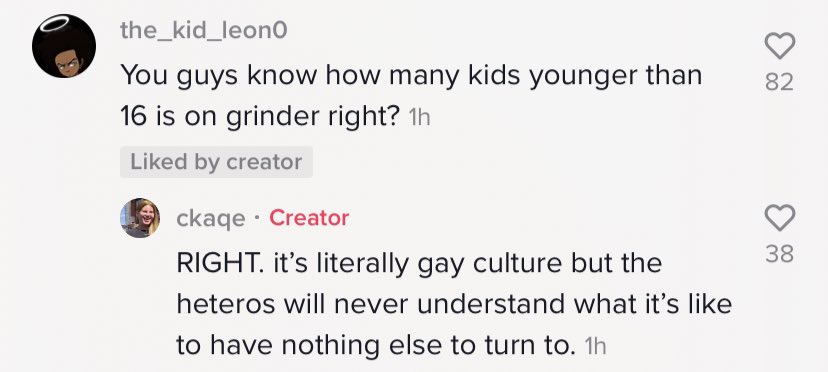 the_kid_leon0
You guys know how many kids younger than
16 is on grinder right? 1h
82
Liked by creator
ckaqe · Creator
RIGHT. it’s literally gay culture but the
heteros will never understand what it’s like
to have nothing else to turn to. 1h
38